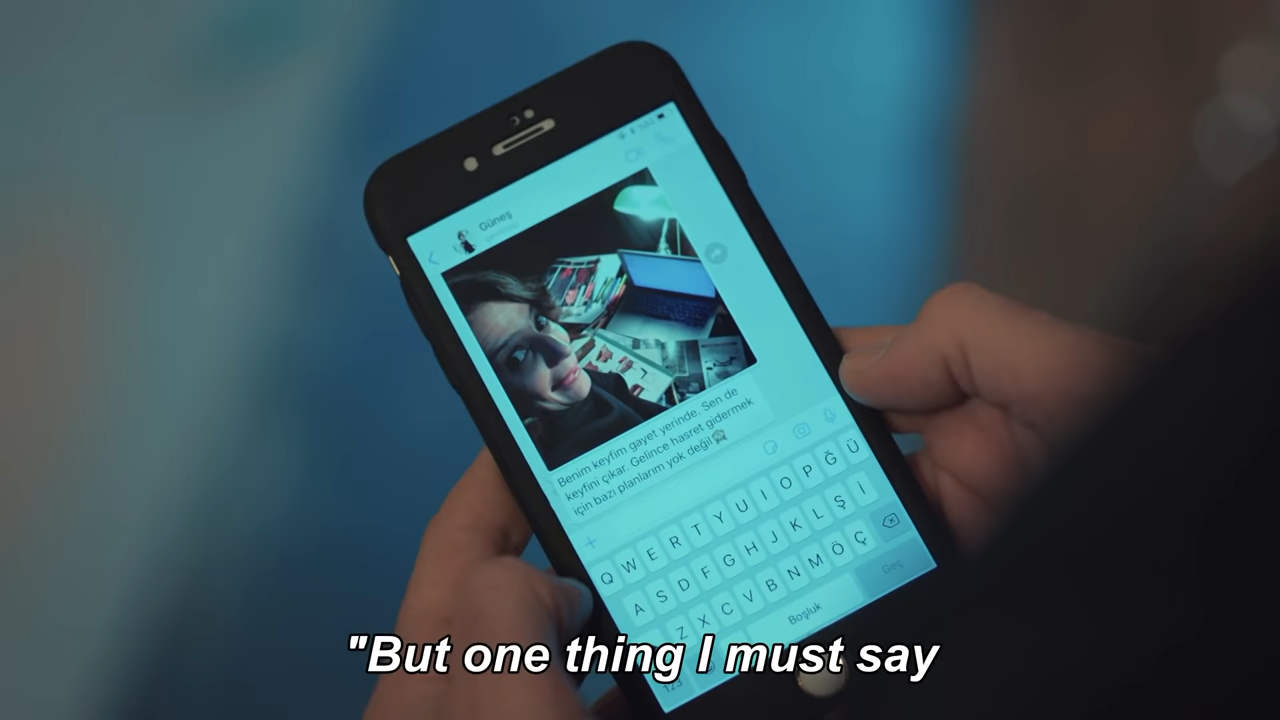 Güneş
Benim keyfim gayet yerinde. Sen de
keyfini çıkar. Gelince hasret gidermek
için bazı planlarım yok değil🙈
Q W E R T Y U I O P Ğ Ü
A S D F G H J K L Ş İ
Z X C V B N M Ö Ç
123 Boşluk Geç
"But one thing I must say